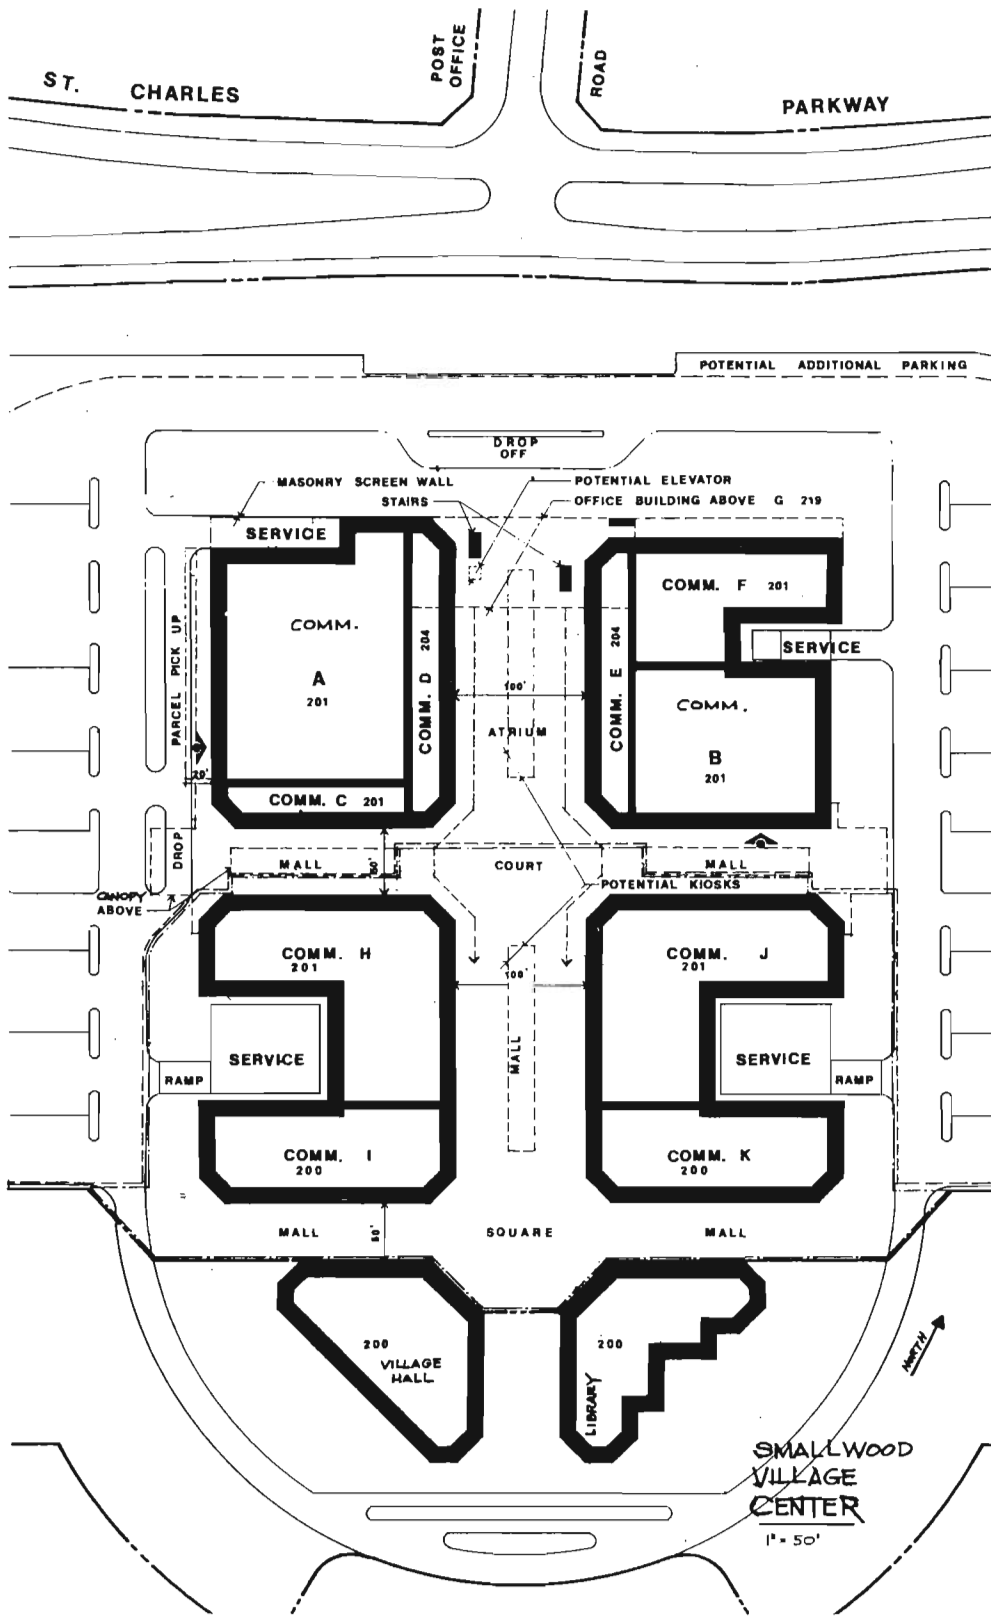 ST. CHARLES
POST
OFFICE
ROAD
PARKWAY
POTENTIAL ADDITIONAL PARKING
DROP
OFF
MASONRY SCREEN WALL
STAIRS
POTENTIAL ELEVATOR
OFFICE BUILDING ABOVE G 219
SERVICE
COMM. F 201
SERVICE
PARCEL PICK UP
COMM.
A
201
COMM. D 204
100'
ATRIUM
COMM. E 204
COMM.
B
201
20'
COMM. C 201
DROP
MALL
60'
COURT
MALL
CANOPY
ABOVE
POTENTIAL KIOSKS
COMM. H
201
COMM. J
201
100'
MALL
SERVICE
RAMP
SERVICE
RAMP
COMM. I
200
COMM. K
200
MALL
50'
SQUARE
MALL
200
VILLAGE
HALL
200
LIBRARY
NORTH
SMALLWOOD
VILLAGE
CENTER
1" = 50'